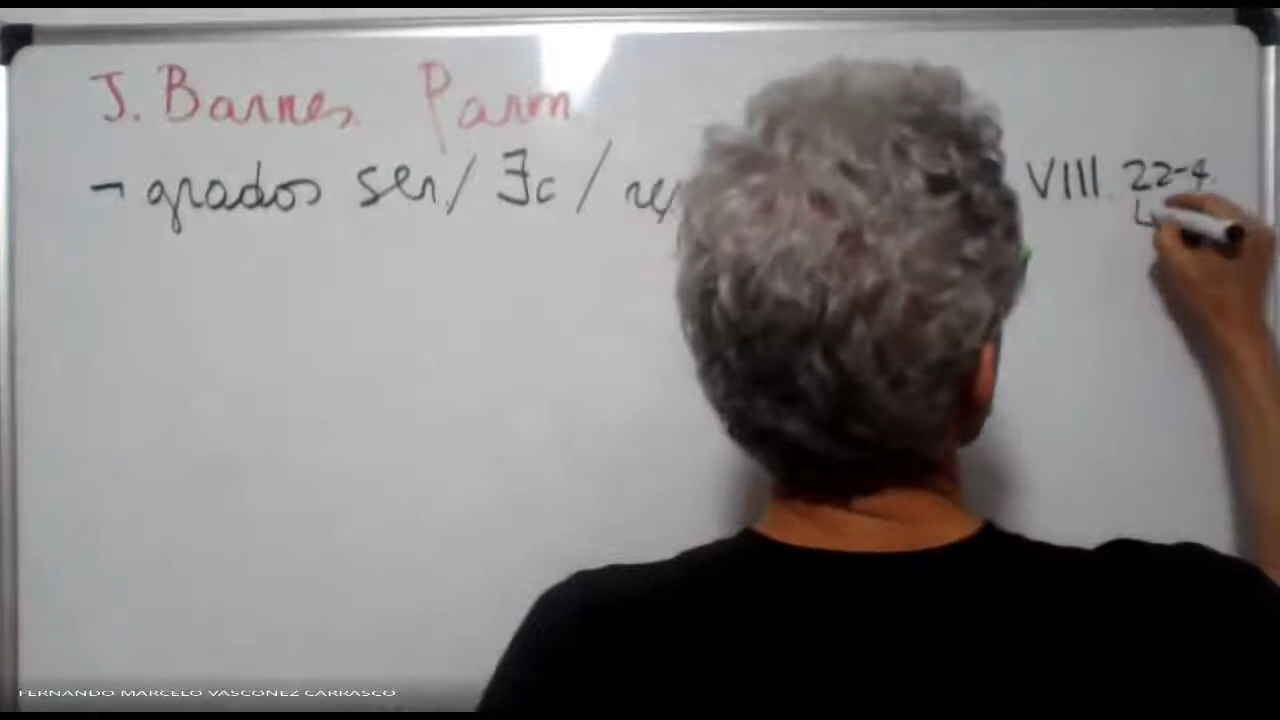 J. Barnes Parm
¬ grados ser/ ∃c / VIII 22-4
FERNANDO MARCELO VASCONEZ CARRASCO